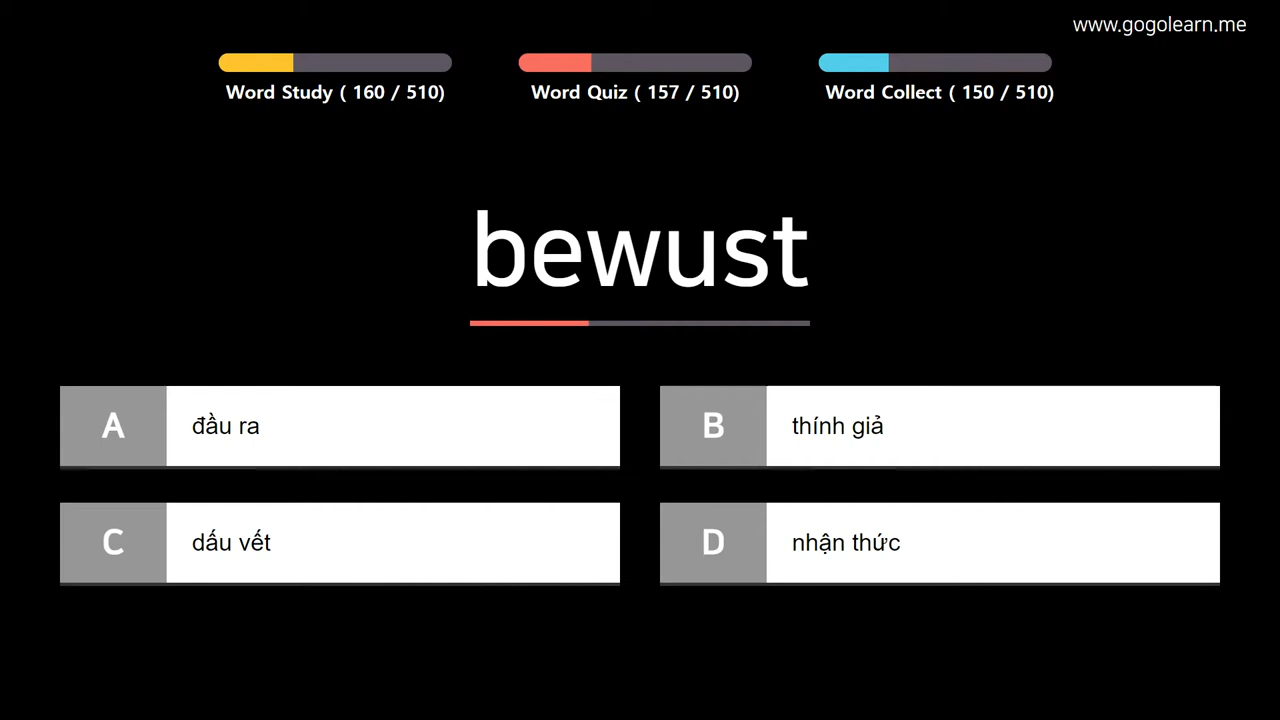 www.gogolearn.me
Word Study ( 160 / 510)
Word Quiz ( 157 / 510)
Word Collect ( 150 / 510)
bewust
A đầu ra
B thính giả
C dấu vết
D nhận thức